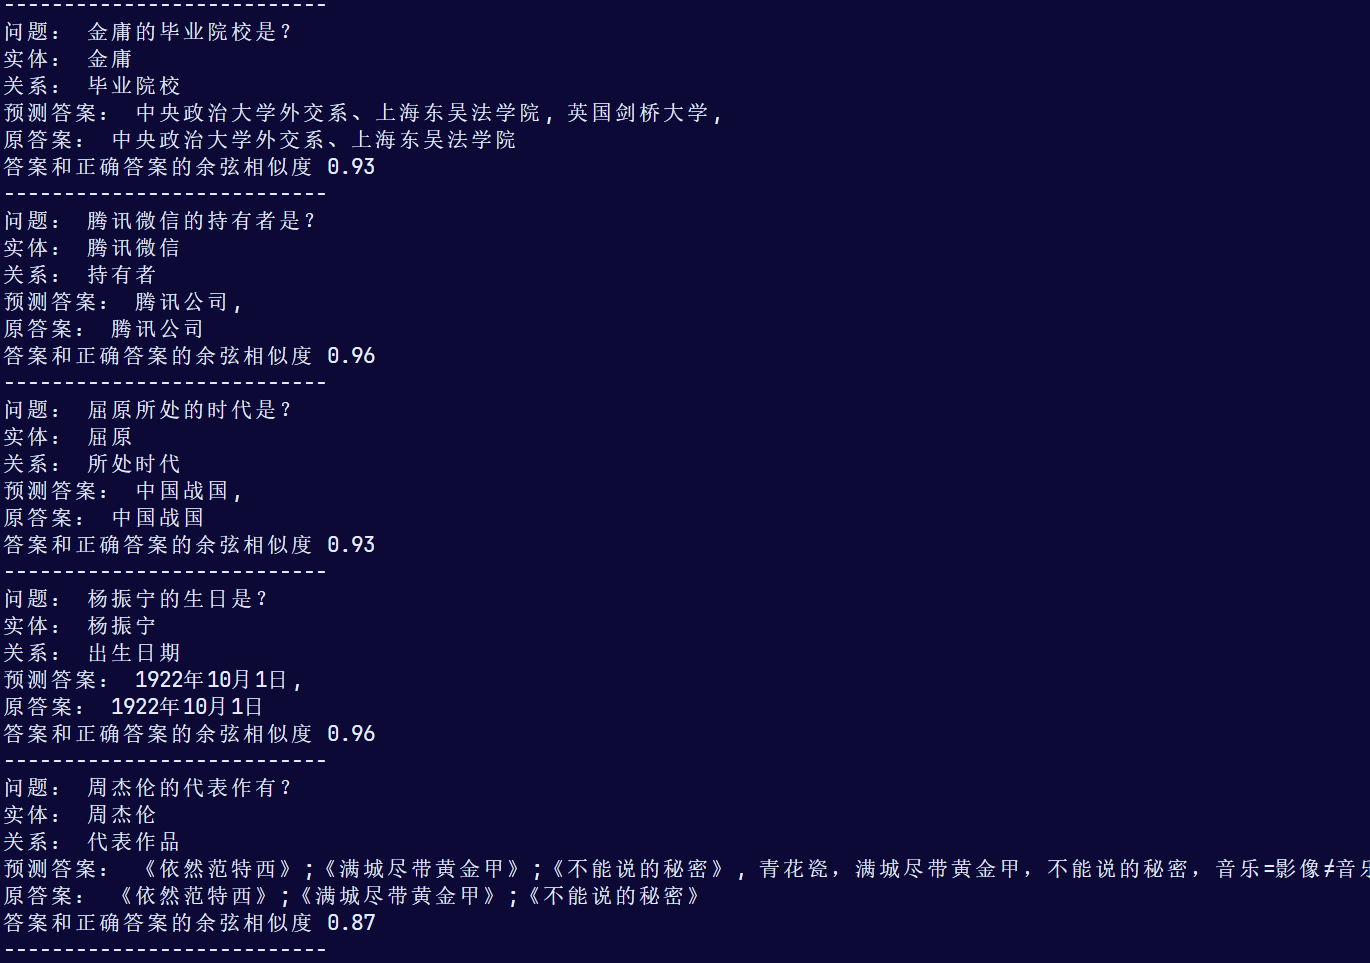 ---------------------------
问题： 金庸的毕业院校是？
实体： 金庸
关系： 毕业院校
预测答案： 中央政治大学外交系、上海东吴法学院, 英国剑桥大学,
原答案： 中央政治大学外交系、上海东吴法学院
答案和正确答案的余弦相似度 0.93
---------------------------
问题： 腾讯微信的持有者是？
实体： 腾讯微信
关系： 持有者
预测答案： 腾讯公司,
原答案： 腾讯公司
答案和正确答案的余弦相似度 0.96
---------------------------
问题： 屈原所处的时代是？
实体： 屈原
关系： 所处时代
预测答案： 中国战国,
原答案： 中国战国
答案和正确答案的余弦相似度 0.93
---------------------------
问题： 杨振宁的生日是？
实体： 杨振宁
关系： 出生日期
预测答案： 1922年10月1日,
原答案： 1922年10月1日
答案和正确答案的余弦相似度 0.96
---------------------------
问题： 周杰伦的代表作有？
实体： 周杰伦
关系： 代表作品
预测答案： 《依然范特西》;《满城尽带黄金甲》;《不能说的秘密》, 青花瓷，满城尽带黄金甲，不能说的秘密，音乐=影像≠音乐
原答案： 《依然范特西》;《满城尽带黄金甲》;《不能说的秘密》
答案和正确答案的余弦相似度 0.87
---------------------------